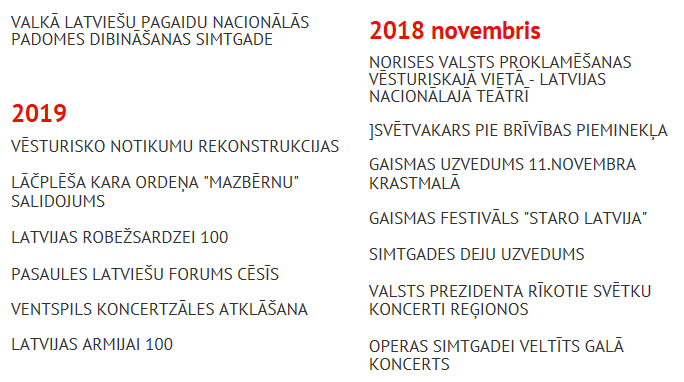 VALKĀ LATVIEŠU PAGAIDU NACIONĀLĀS
PADOMES DIBINĀŠANAS SIMTGADE
2019
VĒSTURISKO NOTIKUMU REKONSTRUKCIJAS
LĀČPLĒŠA KARA ORDEŅA "MAZBĒRNU"
SALIDOJUMS
LATVIJAS ROBEŽSARDZEI 100
PASAULES LATVIEŠU FORUMS CĒSĪS
VENTSPILS KONCERTZĀLES ATKLĀŠANA
LATVIJAS ARMIJAI 100
2018 novembris
NORISES VALSTS PROKLAMĒŠANAS
VĒSTURISKAJĀ VIETĀ - LATVIJAS
NACIONĀLAJĀ TEĀTRĪ
]SVĒTVAKARS PIE BRĪVĪBAS PIEMINEKĻA
GAISMAS UZVEDUMS 11.NOVEMBRA
KRASTMALĀ
GAISMAS FESTIVĀLS "STARO LATVIJA"
SIMTGADES DEJU UZVEDUMS
VALSTS PREZIDENTA RĪKOTIE SVĒTKU
KONCERTI REĢIONOS
OPERAS SIMTGADEI VELTĪTS GALĀ
KONCERTS